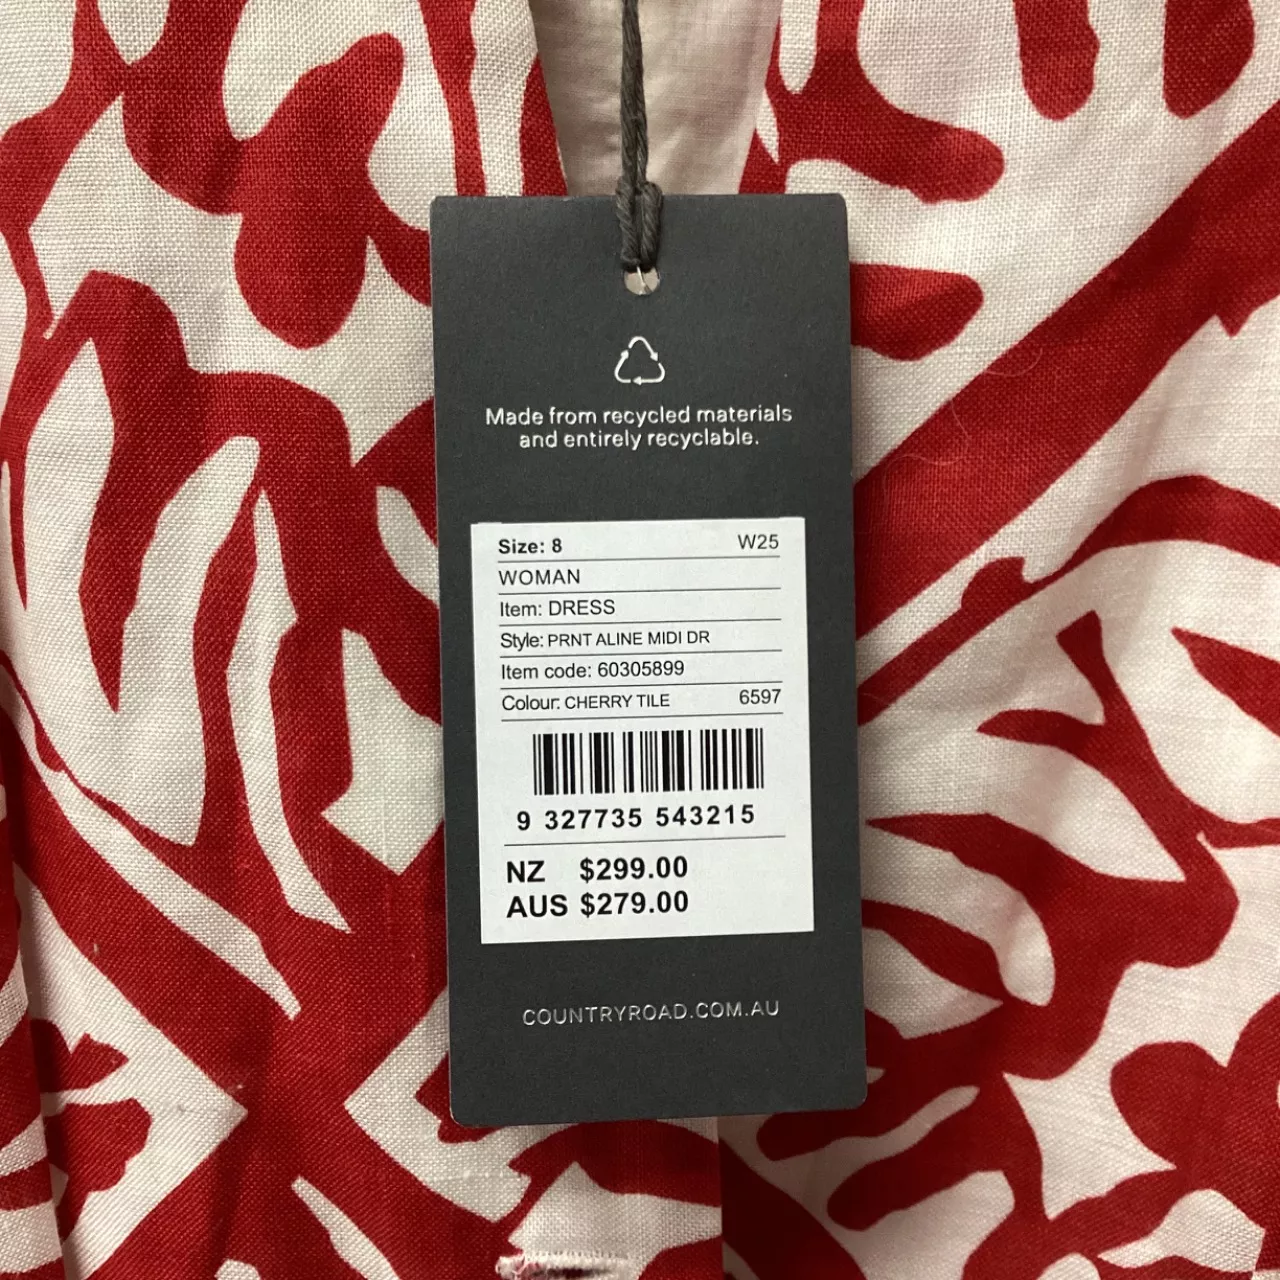 Made from recycled materials
and entirely recyclable.
Size: 8 W25
WOMAN
Item: DRESS
Style: PRNT ALINE MIDI DR
Item code: 60305899
Colour: CHERRY TILE 6597
9 327735 543215
NZ $299.00
AUS $279.00
COUNTRYROAD.COM.AU